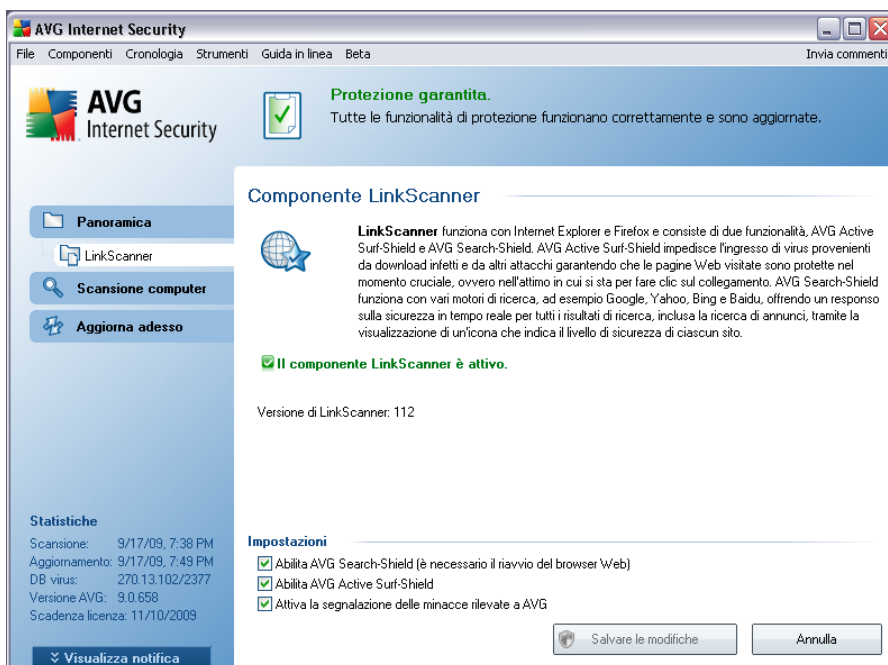 AVG Internet Security
File Componenti Cronologia Strumenti Guida in linea Beta Invia commenti
AVG
Internet Security
Protezione garantita.
Tutte le funzionalità di protezione funzionano correttamente e sono aggiornate.
Panoramica
LinkScanner
Scansione computer
Aggiorna adesso
Componente LinkScanner
LinkScanner funziona con Internet Explorer e Firefox e consiste di due funzionalità, AVG Active
Surf-Shield e AVG Search-Shield. AVG Active Surf-Shield impedisce l'ingresso di virus provenienti
da download infetti e da altri attacchi garantendo che le pagine Web visitate sono protette nel
momento cruciale, ovvero nell'attimo in cui si sta per fare clic sul collegamento. AVG Search-Shield
funziona con vari motori di ricerca, ad esempio Google, Yahoo, Bing e Baidu, offrendo un responso
sulla sicurezza in tempo reale per tutti i risultati di ricerca, inclusa la ricerca di annunci, tramite la
visualizzazione di un'icona che indica il livello di sicurezza di ciascun sito.
Il componente LinkScanner è attivo.
Versione di LinkScanner: 112
Statistiche
Scansione: 9/17/09, 7:38 PM
Aggiornamento: 9/17/09, 7:49 PM
DB virus: 270.13.102/2377
Versione AVG: 9.0.658
Scadenza licenza: 11/10/2009
Visualizza notifica
Impostazioni
Abilita AVG Search-Shield (è necessario il riavvio del browser Web)
Abilita AVG Active Surf-Shield
Attiva la segnalazione delle minacce rilevate a AVG
Salvare le modifiche
Annulla